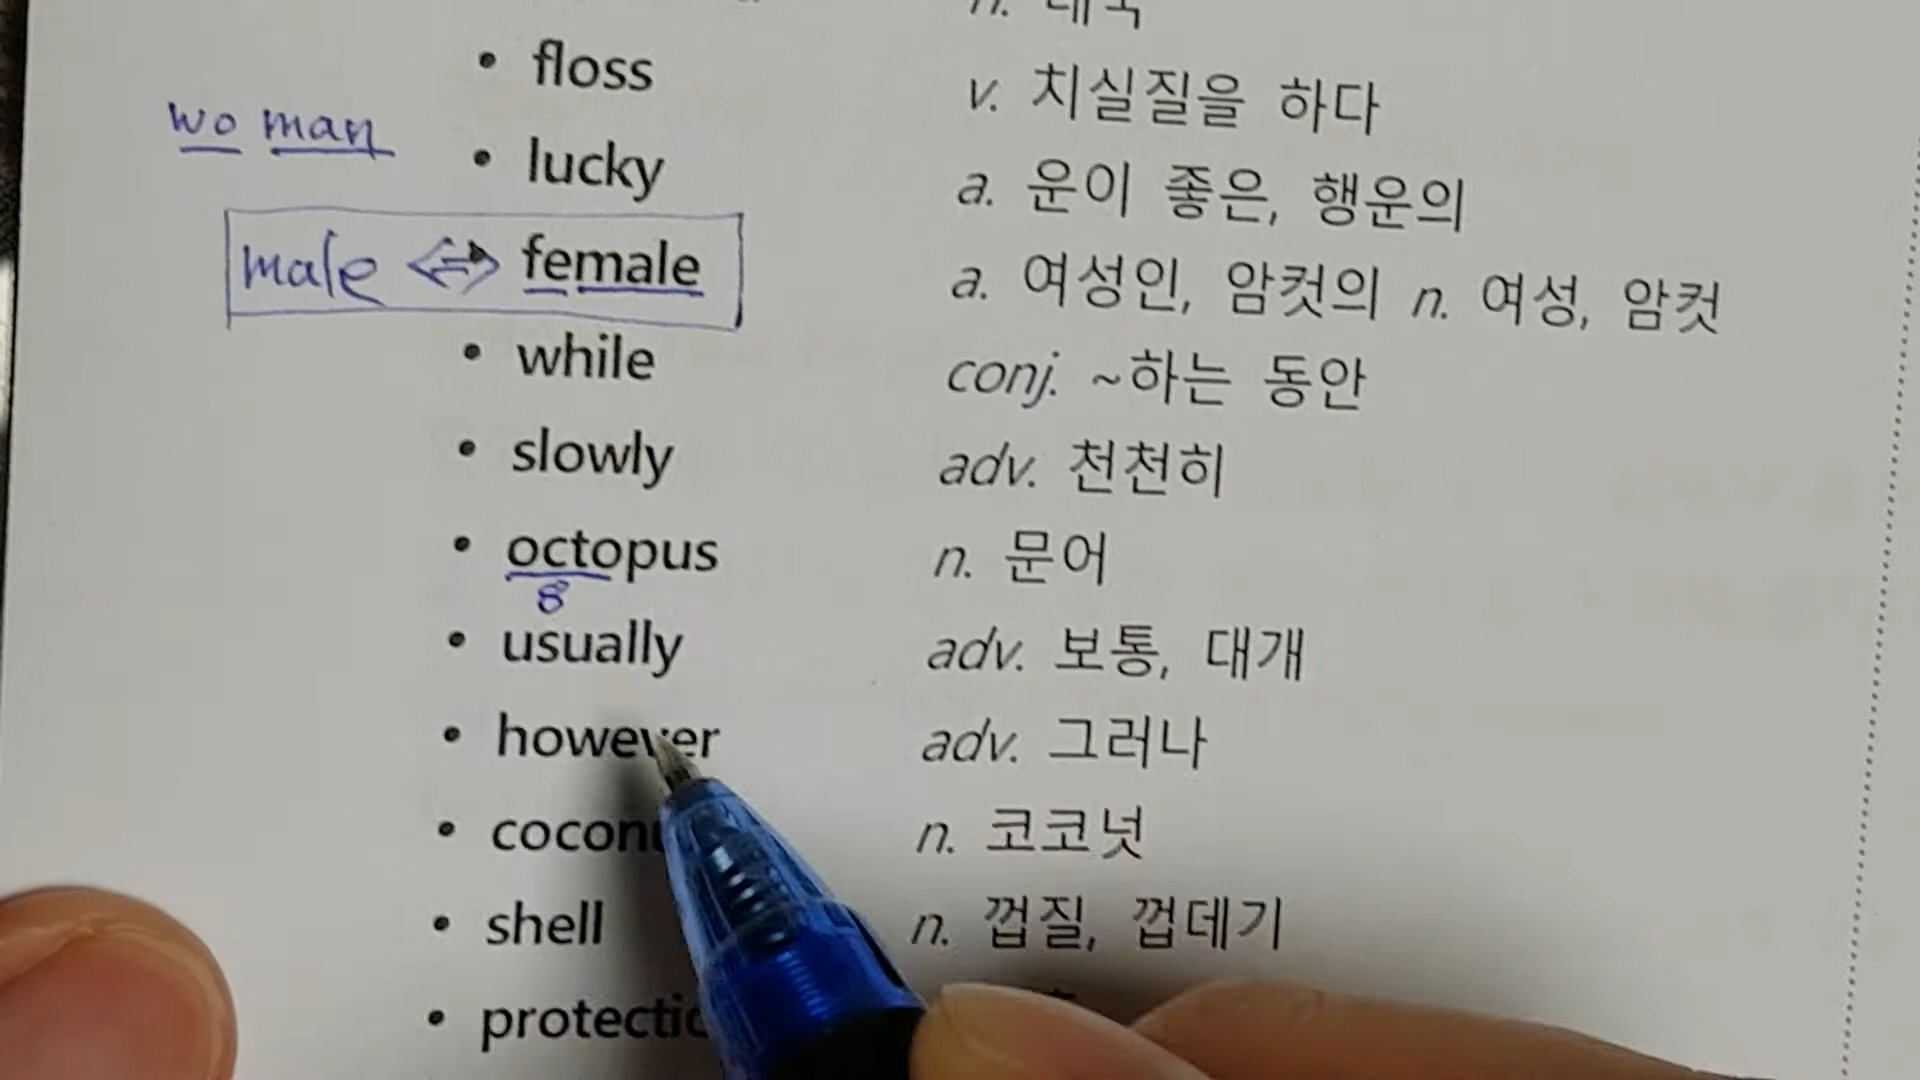 • floss v. 치실질을 하다
wo man
• lucky a. 운이 좋은, 행운의
male ⇔ female a. 여성인, 암컷의 n. 여성, 암컷
• while conj. ~하는 동안
• slowly adv. 천천히
• octopus n. 문어
8
• usually adv. 보통, 대개
• however adv. 그러나
• n. 코코넛
• shell n. 껍질, 껍데기
•